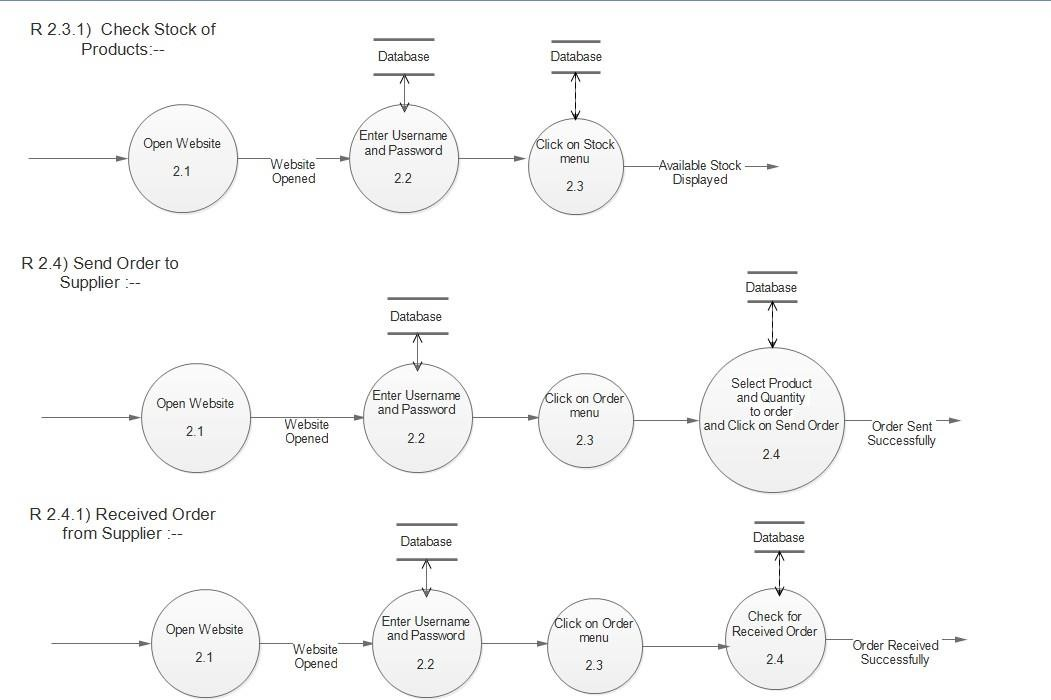 R 2.3.1) Check Stock of
Products:--
Database
Database
Open Website
2.1
Website
Opened
Enter Username
and Password
2.2
Click on Stock
menu
2.3
Available Stock
Displayed
R 2.4) Send Order to
Supplier :--
Database
Database
Open Website
2.1
Website
Opened
Enter Username
and Password
2.2
Click on Order
menu
2.3
Select Product
and Quantity
to order
and Click on Send Order
2.4
Order Sent
Successfully
R 2.4.1) Received Order
from Supplier :--
Database
Database
Open Website
2.1
Website
Opened
Enter Username
and Password
2.2
Click on Order
menu
2.3
Check for
Received Order
2.4
Order Received
Successfully